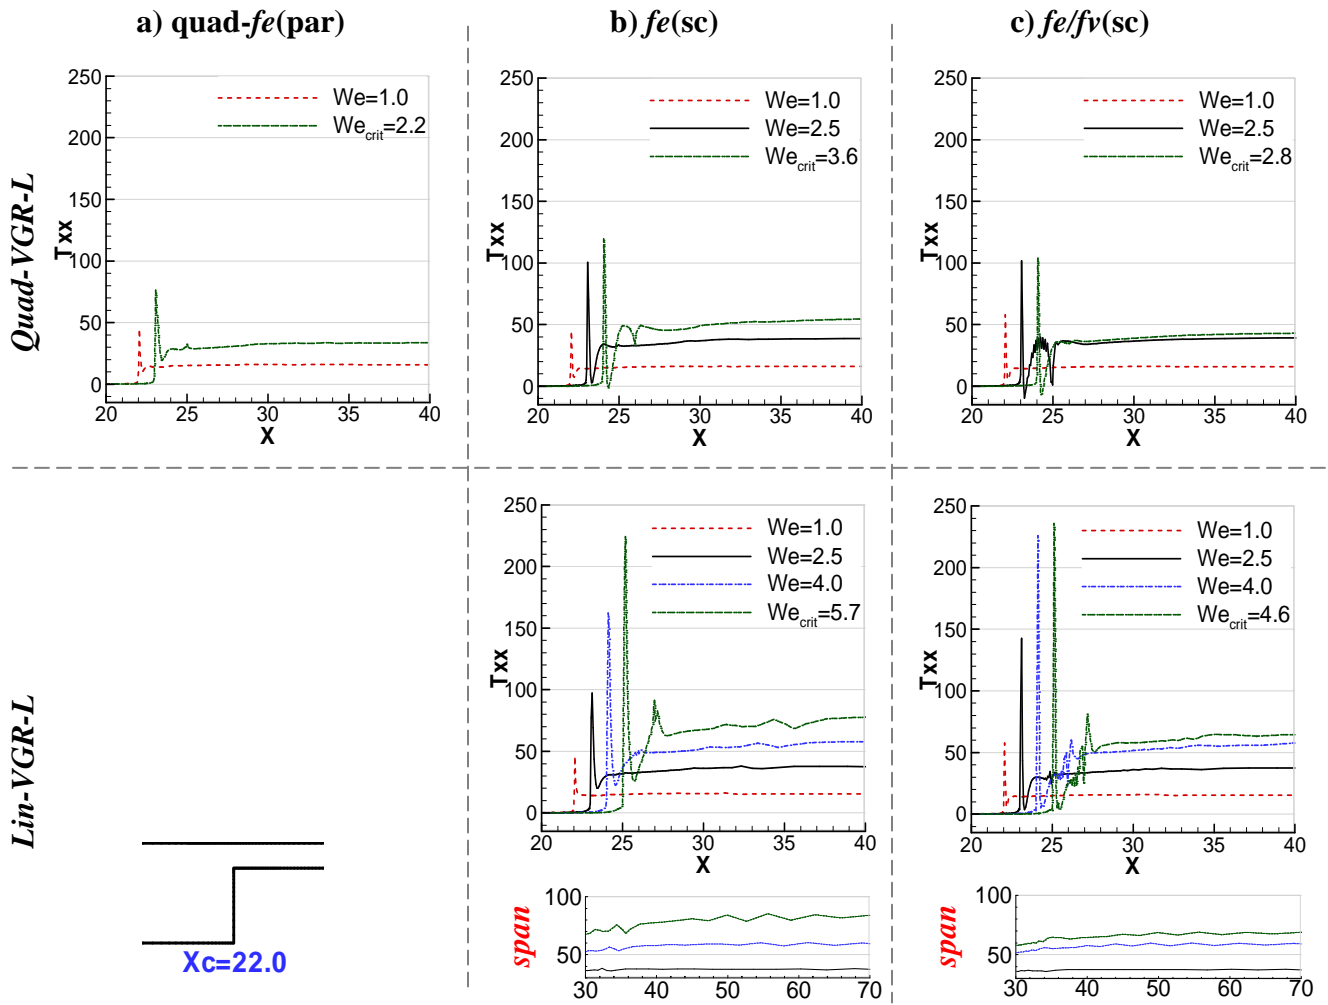 a) quad-fe(par)
b) fe(sc)
c) fe/fv(sc)
Quad-VGR-L
250
200
150
100
50
0
Txx
We=1.0
Wecrit=2.2
20 25 30 35 40
X
250
200
150
100
50
0
Txx
We=1.0
We=2.5
Wecrit=3.6
20 25 30 35 40
X
250
200
150
100
50
0
Txx
We=1.0
We=2.5
Wecrit=2.8
20 25 30 35 40
X
Lin-VGR-L
Xc=22.0
250
200
150
100
50
0
Txx
We=1.0
We=2.5
We=4.0
Wecrit=5.7
20 25 30 35 40
X
250
200
150
100
50
0
Txx
We=1.0
We=2.5
We=4.0
Wecrit=4.6
20 25 30 35 40
X
span
100
50
30 40 50 60 70
span
100
50
30 40 50 60 70